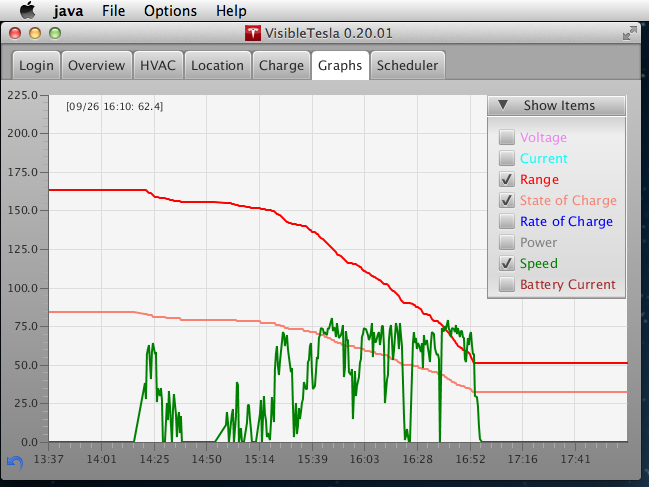 java File Options Help
VisibleTesla 0.20.01
Login Overview HVAC Location Charge Graphs Scheduler
225.0
[09/26 16:10: 62.4]
Show Items
200.0
Voltage
Current
175.0
Range
State of Charge
150.0
Rate of Charge
Power
125.0
Speed
Battery Current
100.0
75.0
50.0
25.0
0.0
13:37 14:01 14:25 14:50 15:14 15:39 16:03 16:28 16:52 17:16 17:41